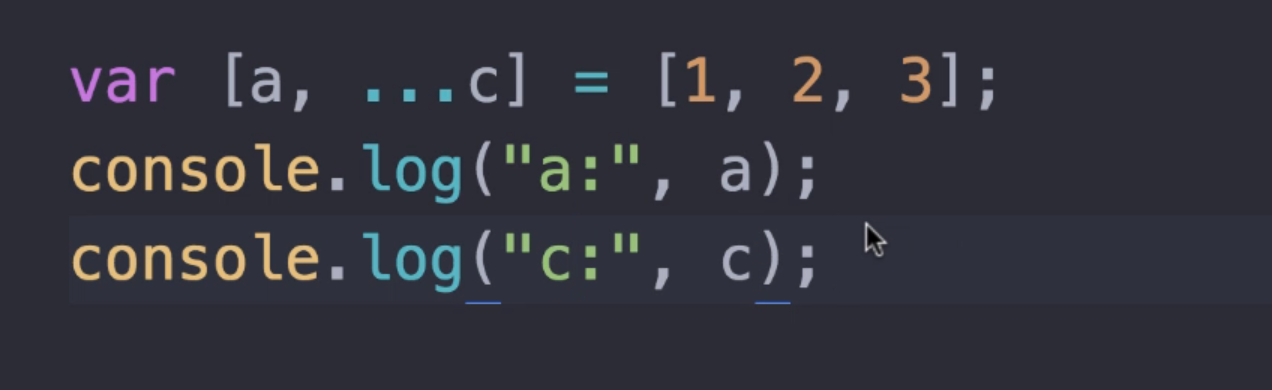 var [a, ...c] = [1, 2, 3];
console.log("a:", a);
console.log("c:", c);